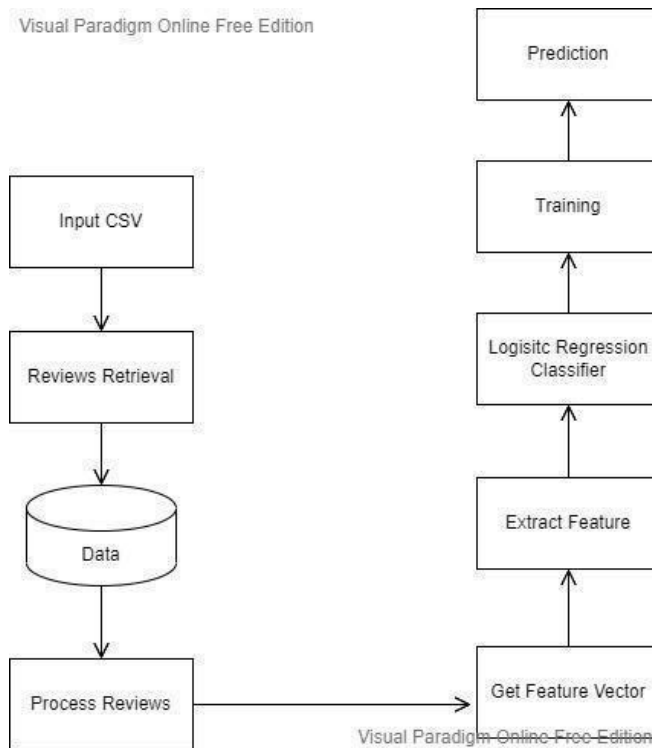 Visual Paradigm Online Free Edition
Input CSV
Reviews Retrieval
Data
Process Reviews
Get Feature Vector
Extract Feature
Logisitc Regression
Classifier
Training
Prediction
Visual Paradigm Online Free Edition